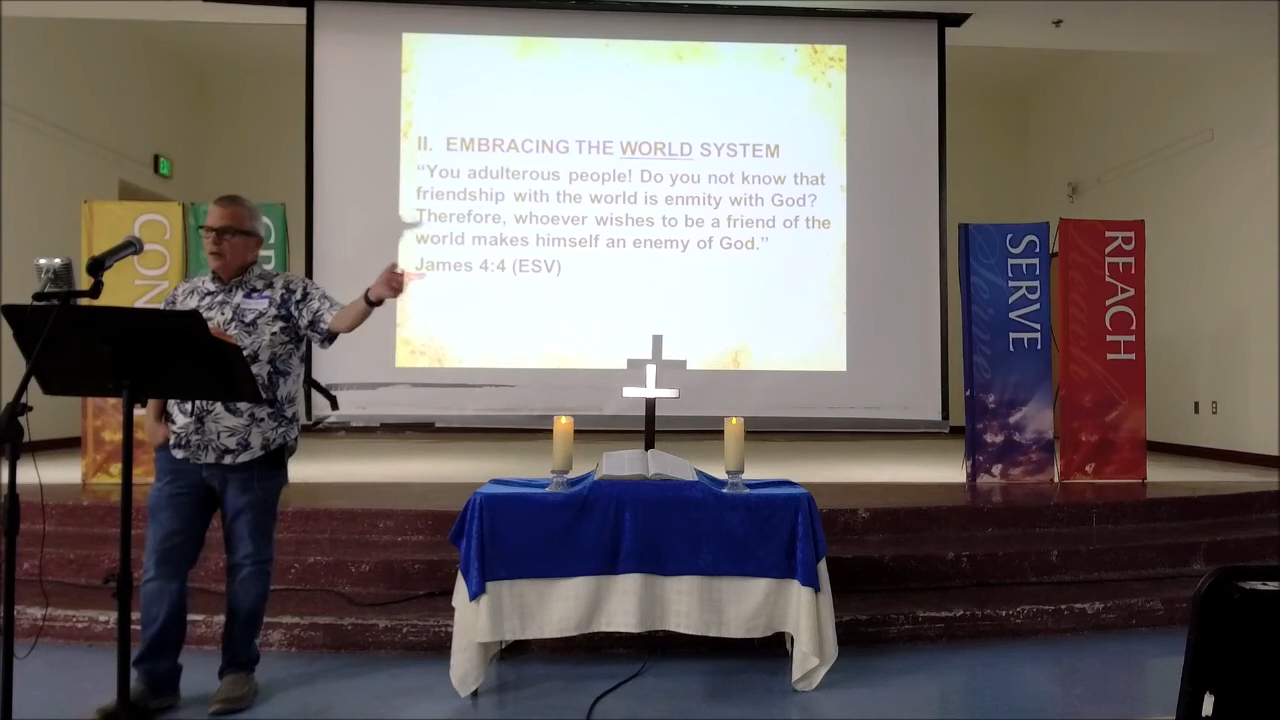 II. EMBRACING THE WORLD SYSTEM
“You adulterous people! Do you not know that
friendship with the world is enmity with God?
Therefore, whoever wishes to be a friend of the
world makes himself an enemy of God.”
James 4:4 (ESV)
CON
SERVE
Serve
REACH